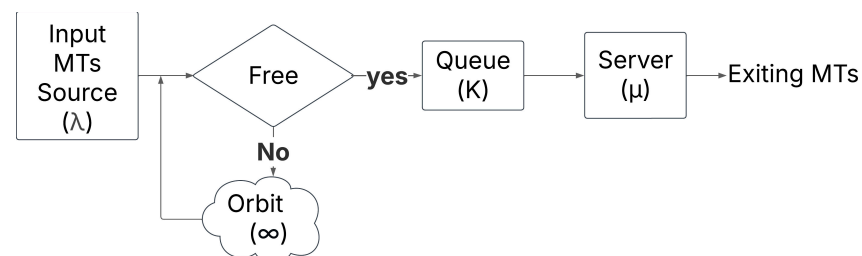 Input
MTs
Source
(λ)
Free
yes
Queue
(K)
Server
(μ)
Exiting MTs
No
Orbit
(∞)